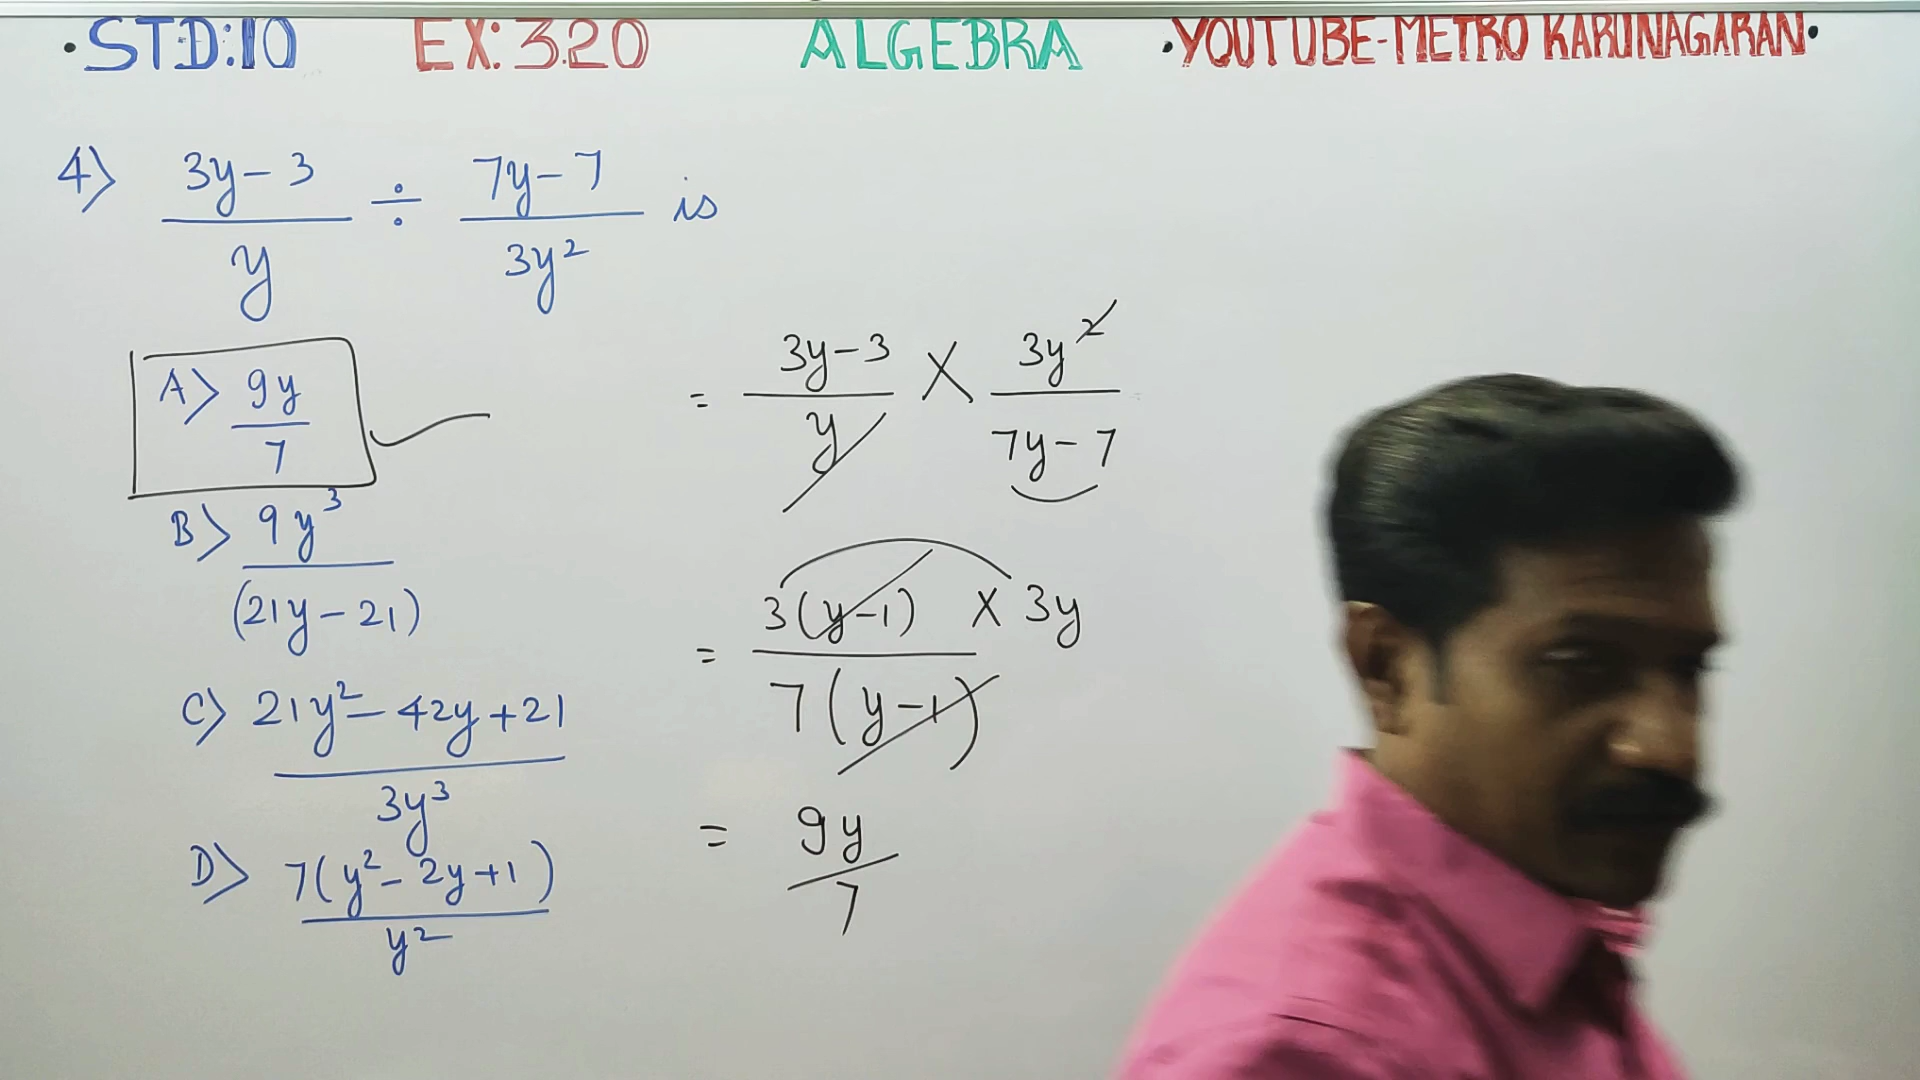 •STD:10 EX:3.20 ALGEBRA •YOUTUBE-METRO KARUNAGARAN•
4) (3y-3)/y ÷ (7y-7)/3y² is
A) 9y/7
B) 9y³/(21y-21)
C) (21y²-42y+21)/3y³
D) 7(y²-2y+1)/y²
= (3y-3)/y X 3y²/(7y-7)
= 3(y-1)/7(y-1) X 3y
= 9y/7